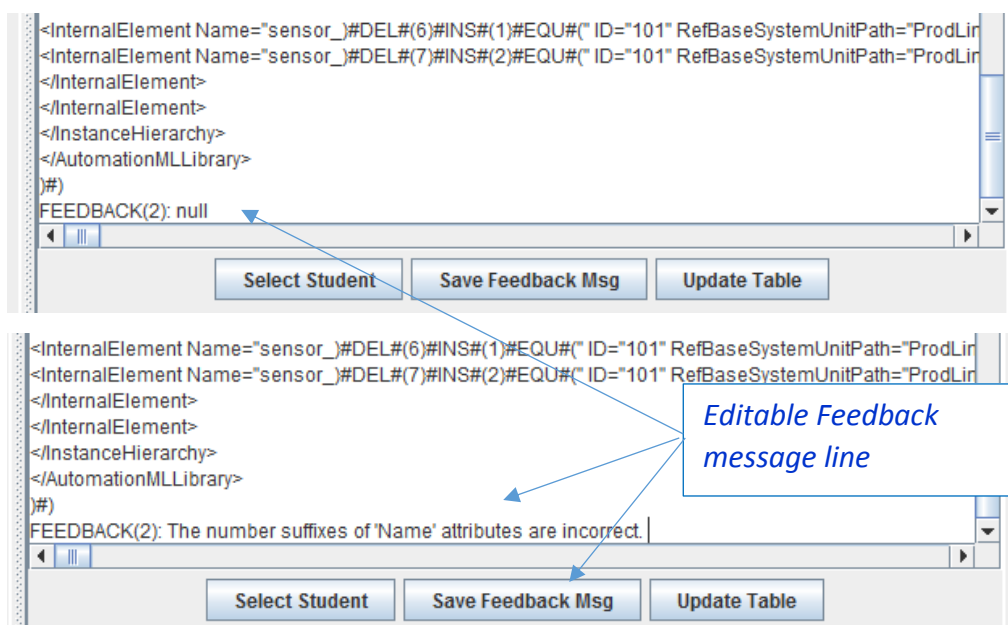 <InternalElement Name="sensor_)#DEL#(6)#INS#(1)#EQU#(" ID="101" RefBaseSystemUnitPath="ProdLin
<InternalElement Name="sensor_)#DEL#(7)#INS#(2)#EQU#(" ID="101" RefBaseSystemUnitPath="ProdLin
</InternalElement>
</InternalElement>
</InstanceHierarchy>
</AutomationMLLibrary>
)#)
FEEDBACK(2): null
Select Student Save Feedback Msg Update Table
<InternalElement Name="sensor_)#DEL#(6)#INS#(1)#EQU#(" ID="101" RefBaseSystemUnitPath="ProdLin
<InternalElement Name="sensor_)#DEL#(7)#INS#(2)#EQU#(" ID="101" RefBaseSystemUnitPath="ProdLin
</InternalElement>
</InternalElement>
</InstanceHierarchy>
</AutomationMLLibrary>
)#)
FEEDBACK(2): The number suffixes of 'Name' attributes are incorrect.
Editable Feedback
message line
Select Student Save Feedback Msg Update Table